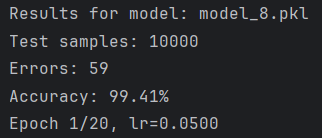 Results for model: model_8.pkl
Test samples: 10000
Errors: 59
Accuracy: 99.41%
Epoch 1/20, lr=0.0500